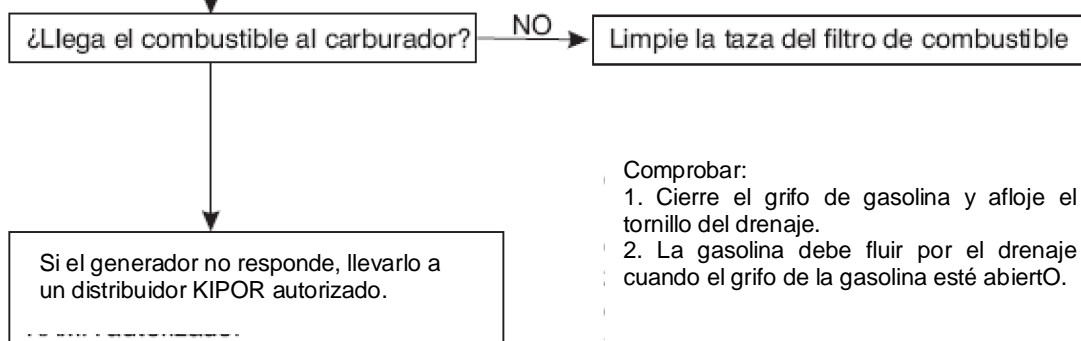 ¿Llega el combustible al carburador?
NO
Limpie la taza del filtro de combustible
Comprobar:
1. Cierre el grifo de gasolina y afloje el
tornillo del drenaje.
2. La gasolina debe fluir por el drenaje
cuando el grifo de la gasolina esté abiertO.
Si el generador no responde, llevarlo a
un distribuidor KIPOR autorizado.